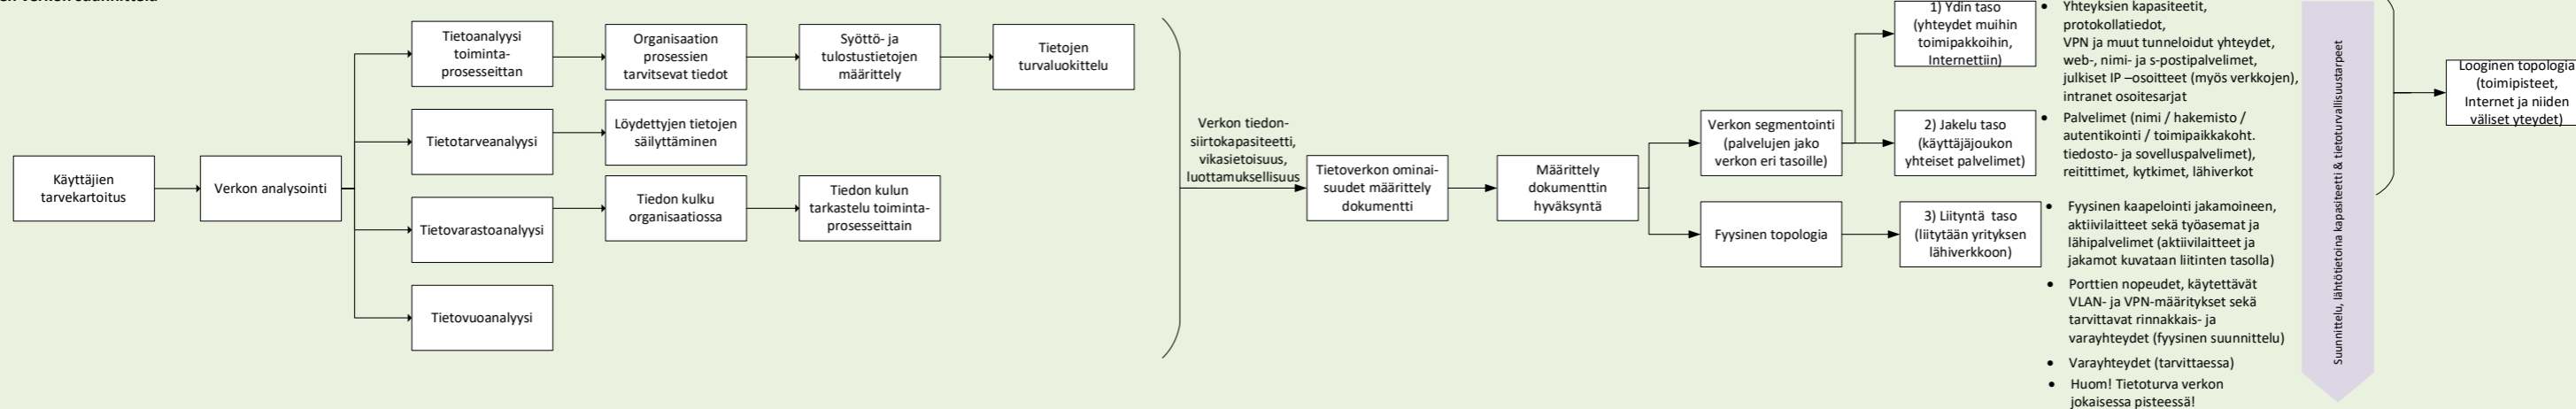 Käyttäjien
tarvekartoitus
Verkon analysointi
Tietoanalyysi
toiminta-
prosesseittan
Organisaation
prosessien
tarvitsevat tiedot
Syöttö- ja
tulostustietojen
määrittely
Tietojen
turvaluokittelu
Tietotarveanalyysi
Löydettyjen tietojen
säilyttäminen
Tietovarastoanalyysi
Tiedon kulku
organisaatiossa
Tiedon kulun
tarkastelu toiminta-
prosesseittain
Tietovuoanalyysi
Verkon tiedon-
siirtokapasiteetti,
vikasietoisuus,
luottamuksellisuus
Tietoverkon ominai-
suudet määrittely
dokumentti
Määrittely
dokumenttin
hyväksyntä
Verkon segmentointi
(palvelujen jako
verkon eri tasoille)
Fyysinen topologia
1) Ydin taso
(yhteydet muihin
toimipakkoihin,
Internettiin)
2) Jakelu taso
(käyttäjäjoukon
yhteiset palvelimet)
3) Liityntä taso
(liitytään yrityksen
lähiverkkoon)
• Yhteyksien kapasiteetit,
protokollatiedot,
VPN ja muut tunneloidut yhteydet,
web-, nimi- ja s-postipalvelimet,
julkiset IP –osoitteet (myös verkkojen),
intranet osoitesarjat
• Palvelimet (nimi / hakemisto /
autentikointi / toimipaikkakoht.
tiedosto- ja sovelluspalvelimet),
reitittimet, kytkimet, lähiverkot
• Fyysinen kaapelointi jakamoineen,
aktiivilaitteet sekä työasemat ja
lähipalvelimet (aktiivilaitteet ja
jakamot kuvataan liitinten tasolla)
• Porttien nopeudet, käytettävät
VLAN- ja VPN-määritykset sekä
tarvittavat rinnakkais- ja
varayhteydet (fyysinen suunnittelu)
• Varayhteydet (tarvittaessa)
• Huom! Tietoturva verkon
jokaisessa pisteessä!
Suunnittelu, lähtötietoina kapasiteetti & tietoturvallisuustarpeet
Looginen topologia
(toimipisteet,
Internet ja niiden
väliset yteydet)